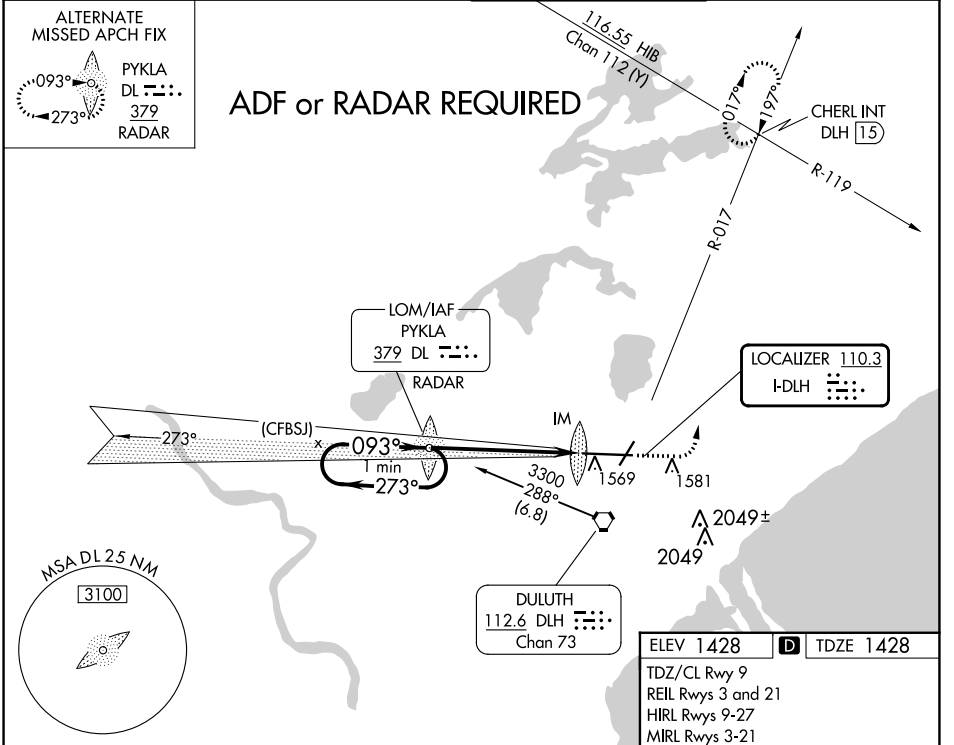 ALTERNATE
MISSED APCH FIX
093°
273°
PYKLA
DL
379
RADAR
ADF or RADAR REQUIRED
116.55 HIB
Chan 112 (Y)
017°
197°
CHERL INT
DLH 15
R-119
R-017
LOM/IAF
PYKLA
379 DL
RADAR
LOCALIZER 110.3
I-DLH
IM
273°
(CFBSJ)
x
093°
1 min
273°
3300
288°
(6.8)
1569
1581
2049±
2049
MSA DL 25 NM
3100
DULUTH
112.6 DLH
Chan 73
ELEV 1428 D TDZE 1428
TDZ/CL Rwy 9
REIL Rwys 3 and 21
HIRL Rwys 9-27
MIRL Rwys 3-21